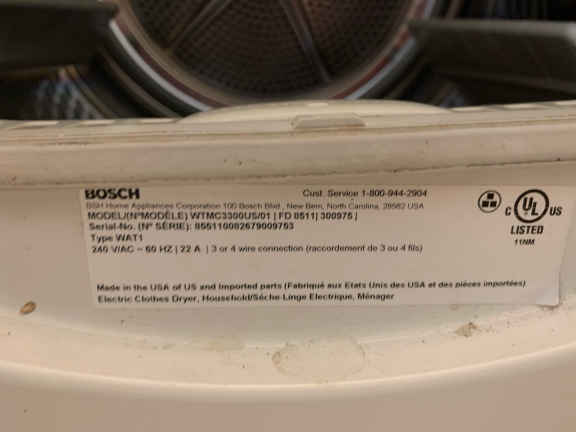 BOSCH
Cust. Service 1-800-944-2904
BSH Home Appliances Corporation 100 Bosch Blvd., New Bern, North Carolina, 28562 USA
MODEL/(N°MODÈLE) WTMC3300US/01 | FD 8511| 300975 |
Serial-No. (N° SÉRIE): 855110082679009753
Type WAT1
240 V/AC ~ 60 HZ | 22 A | 3 or 4 wire connection (raccordement de 3 ou 4 fils)
Made in the USA of US and imported parts (Fabriqué aux Etats Unis des USA et des pièces importées)
Electric Clothes Dryer, Household/Sèche-Linge Electrique, Ménager
C UL US
LISTED
11NM